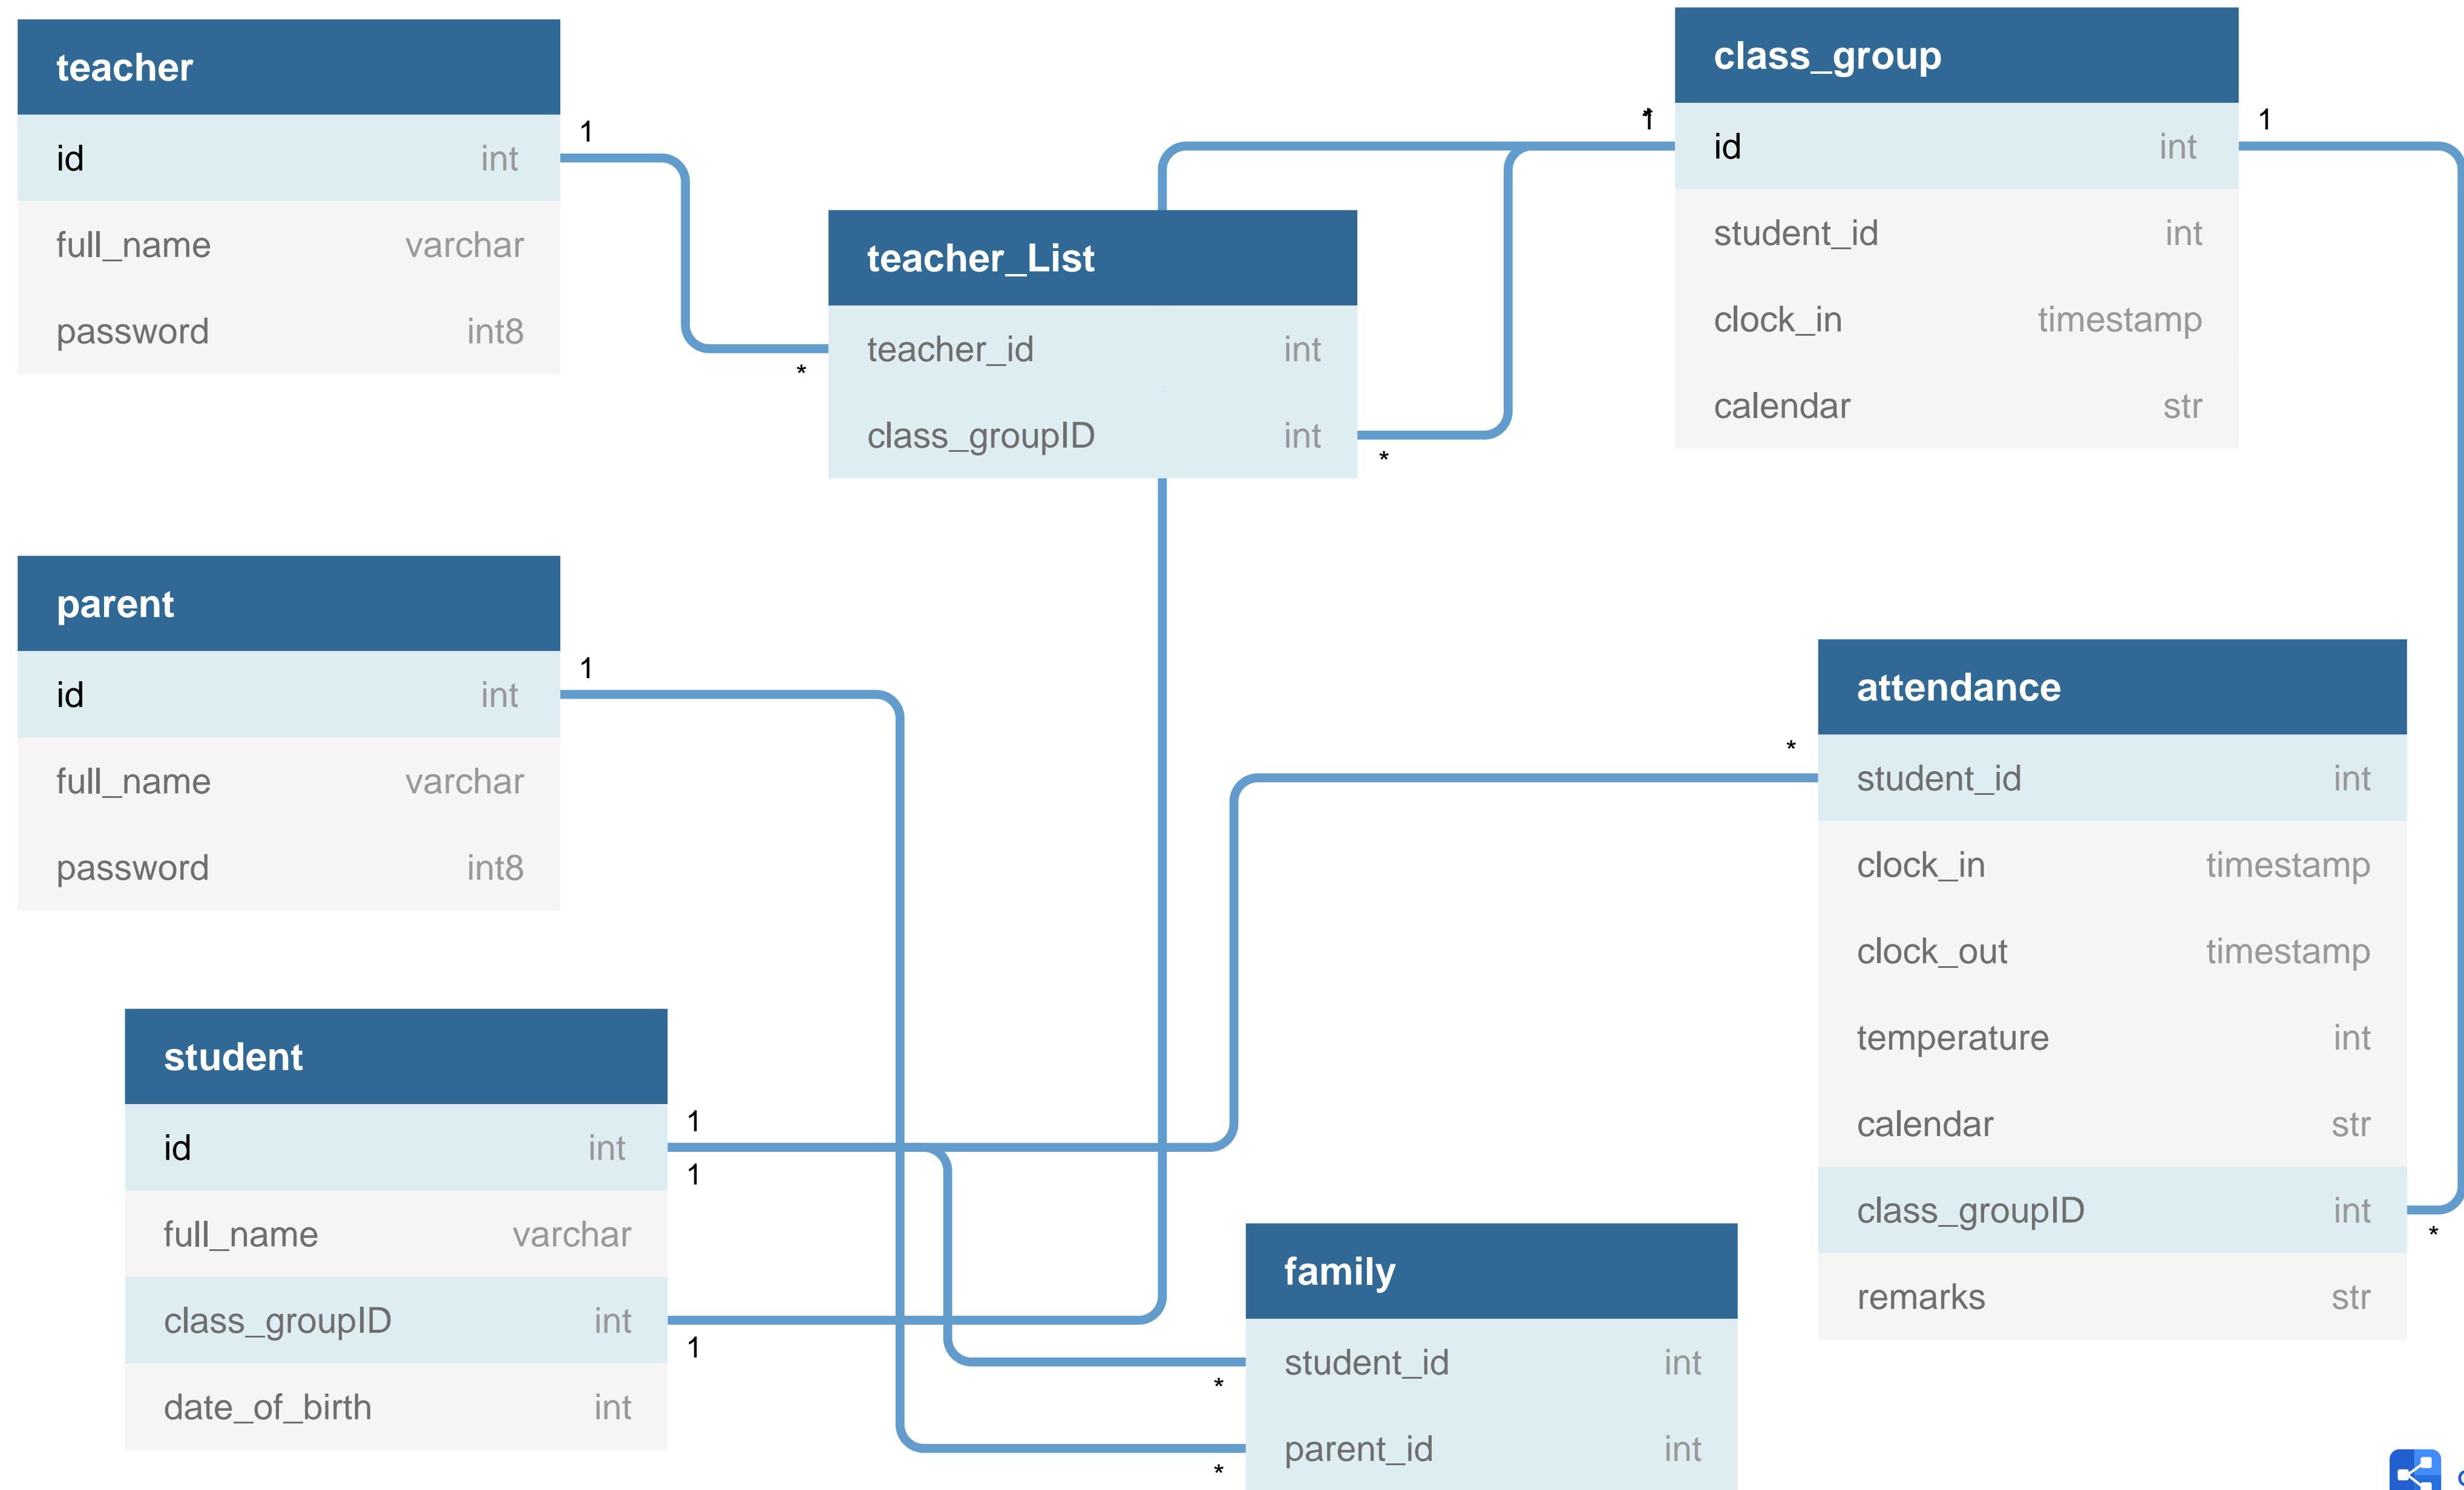 teacher
id int
full_name varchar
password int8
1
*
teacher_List
teacher_id int
class_groupID int
*
class_group
id int
student_id int
clock_in timestamp
calendar str
1
parent
id int
full_name varchar
password int8
1
attendance
student_id int
clock_in timestamp
clock_out timestamp
temperature int
calendar str
class_groupID int
remarks str
*
*
student
id int
full_name varchar
class_groupID int
date_of_birth int
1
1
1
family
student_id int
parent_id int
*
*